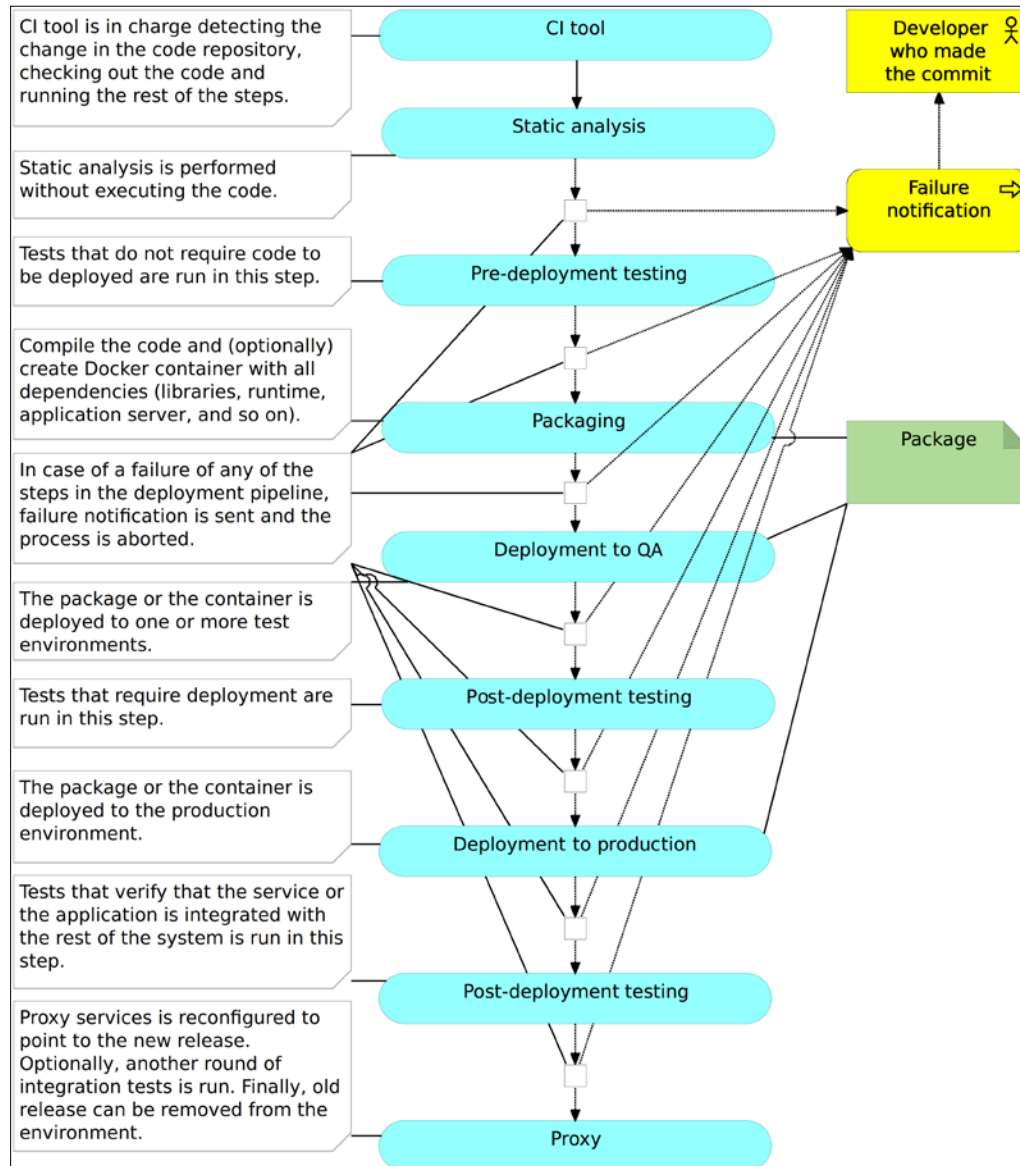 CI tool is in charge detecting
the change in the code repository,
checking out the code and
running the rest of the steps.
CI tool
Developer
who made
the commit
Static analysis
Static analysis is performed
without executing the code.
Failure
notification
Tests that do not require code to
be deployed are run in this step.
Pre-deployment testing
Compile the code and (optionally)
create Docker container with all
dependencies (libraries, runtime,
application server, and so on).
Packaging
Package
In case of a failure of any of the
steps in the deployment pipeline,
failure notification is sent and the
process is aborted.
Deployment to QA
The package or the container is
deployed to one or more test
environments.
Tests that require deployment are
run in this step.
Post-deployment testing
The package or the container is
deployed to the production
environment.
Deployment to production
Tests that verify that the service or
the application is integrated with
the rest of the system is run in this
step.
Post-deployment testing
Proxy services is reconfigured to
point to the new release.
Optionally, another round of
integration tests is run. Finally, old
release can be removed from the
environment.
Proxy